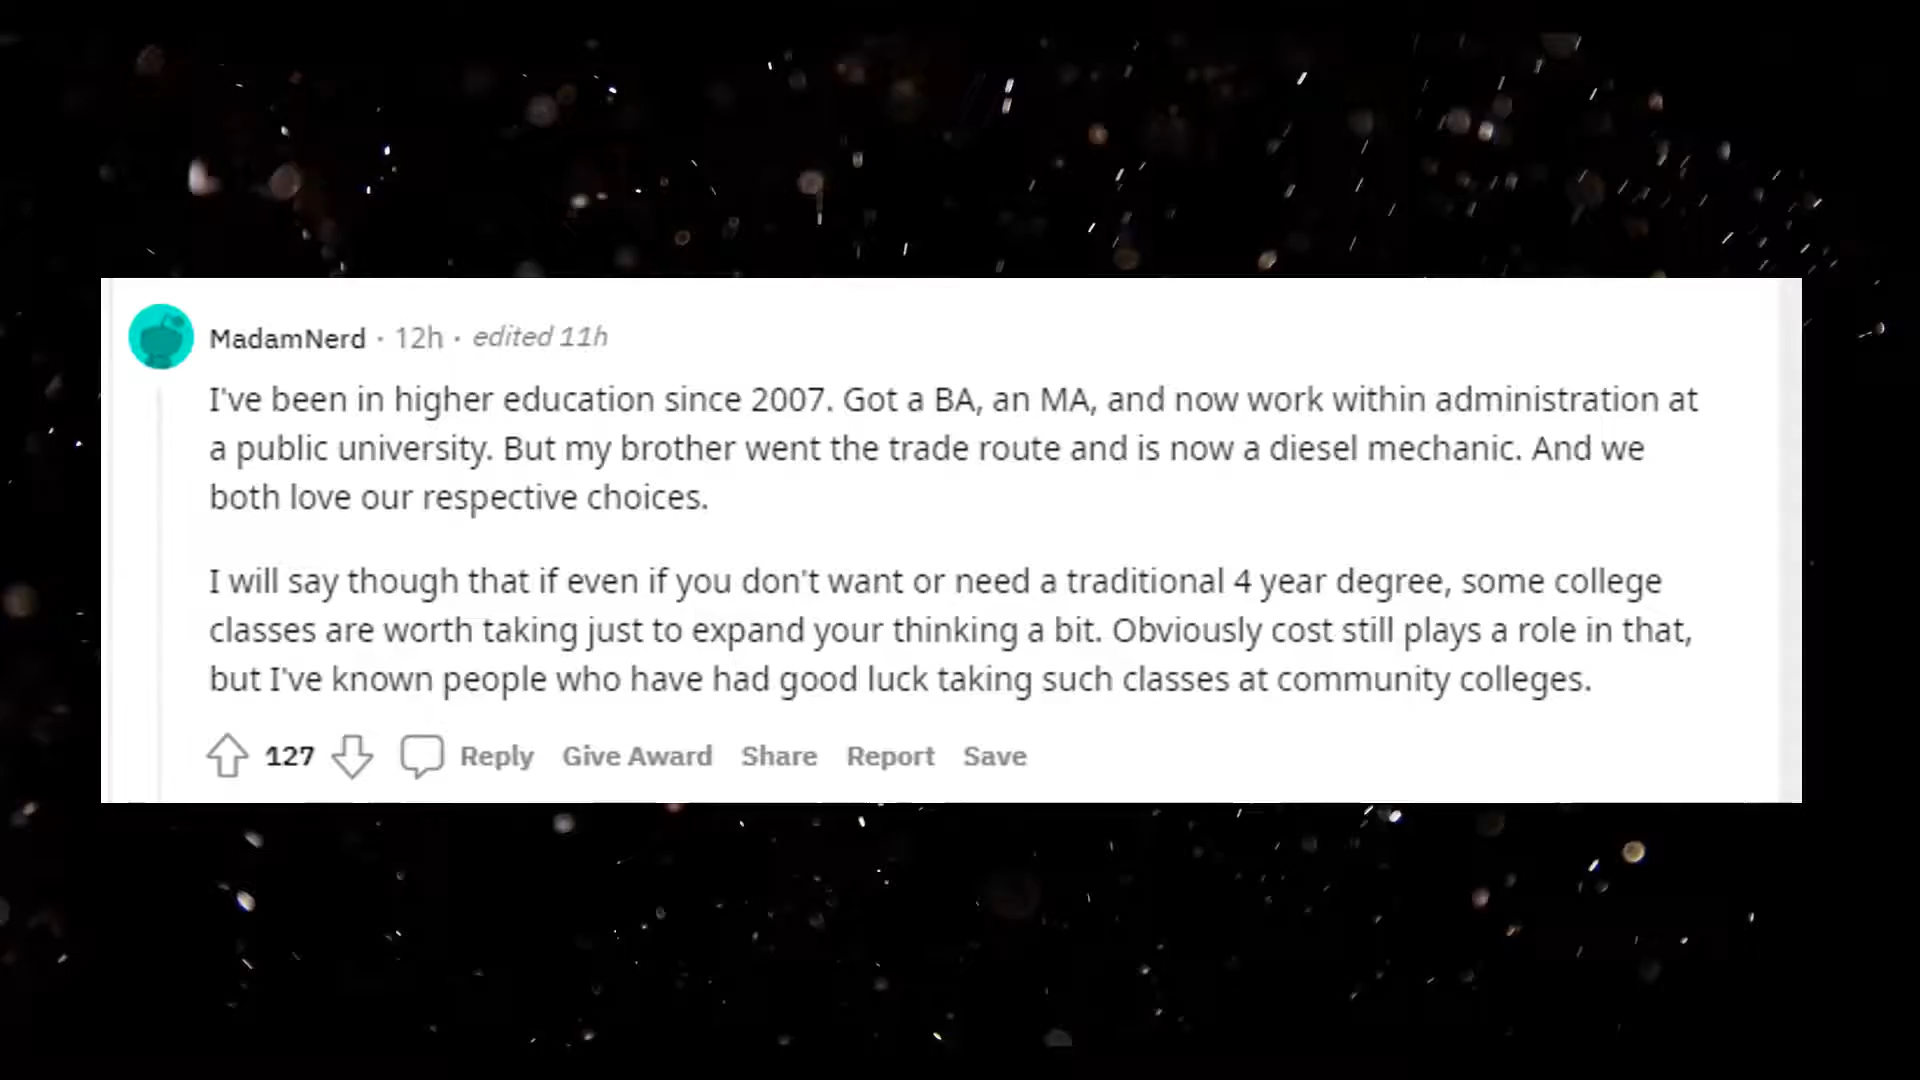 MadamNerd · 12h · edited 11h
I've been in higher education since 2007. Got a BA, an MA, and now work within administration at
a public university. But my brother went the trade route and is now a diesel mechanic. And we
both love our respective choices.
I will say though that if even if you don't want or need a traditional 4 year degree, some college
classes are worth taking just to expand your thinking a bit. Obviously cost still plays a role in that,
but I've known people who have had good luck taking such classes at community colleges.
127 Reply Give Award Share Report Save